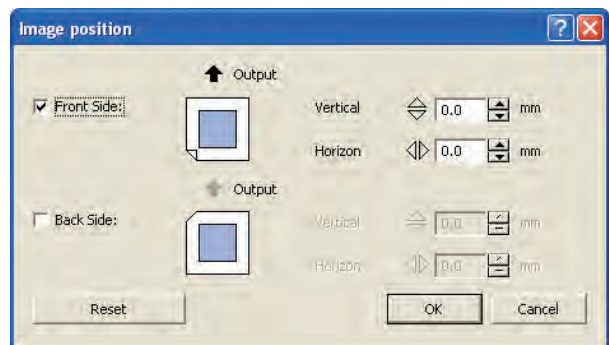 Image position
Output
Front Side:
Vertical 0.0 mm
Horizon 0.0 mm
Output
Back Side:
Vertical 0.0 mm
Horizon 0.0 mm
Reset OK Cancel